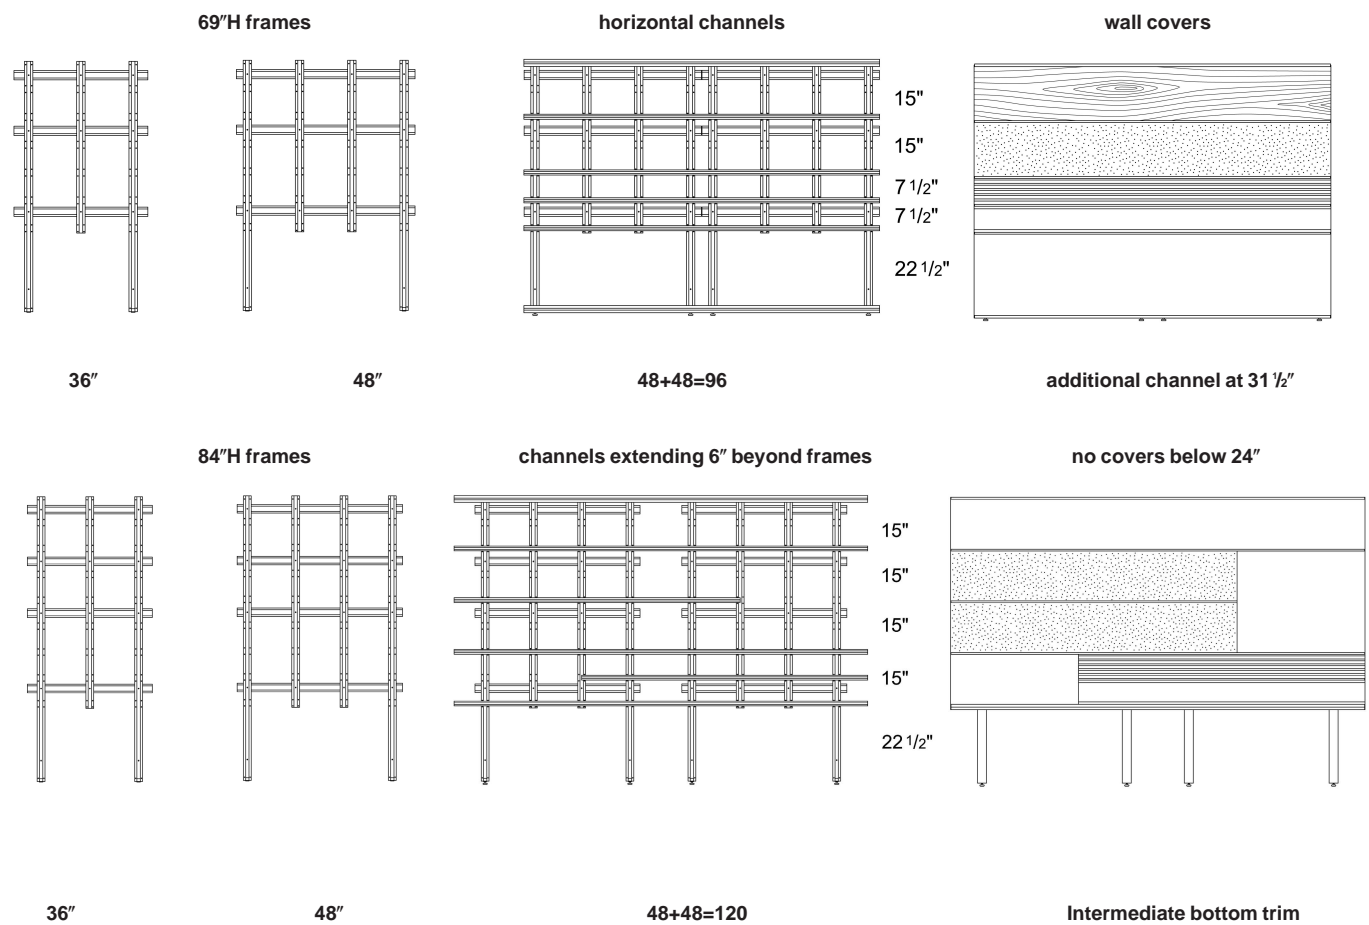 69″H frames
horizontal channels
wall covers
15"
15"
7 1/2"
7 1/2"
22 1/2"
36″
48″
48+48=96
additional channel at 31 ½″
84″H frames
channels extending 6″ beyond frames
no covers below 24″
15"
15"
15"
15"
22 1/2"
36″
48″
48+48=120
Intermediate bottom trim